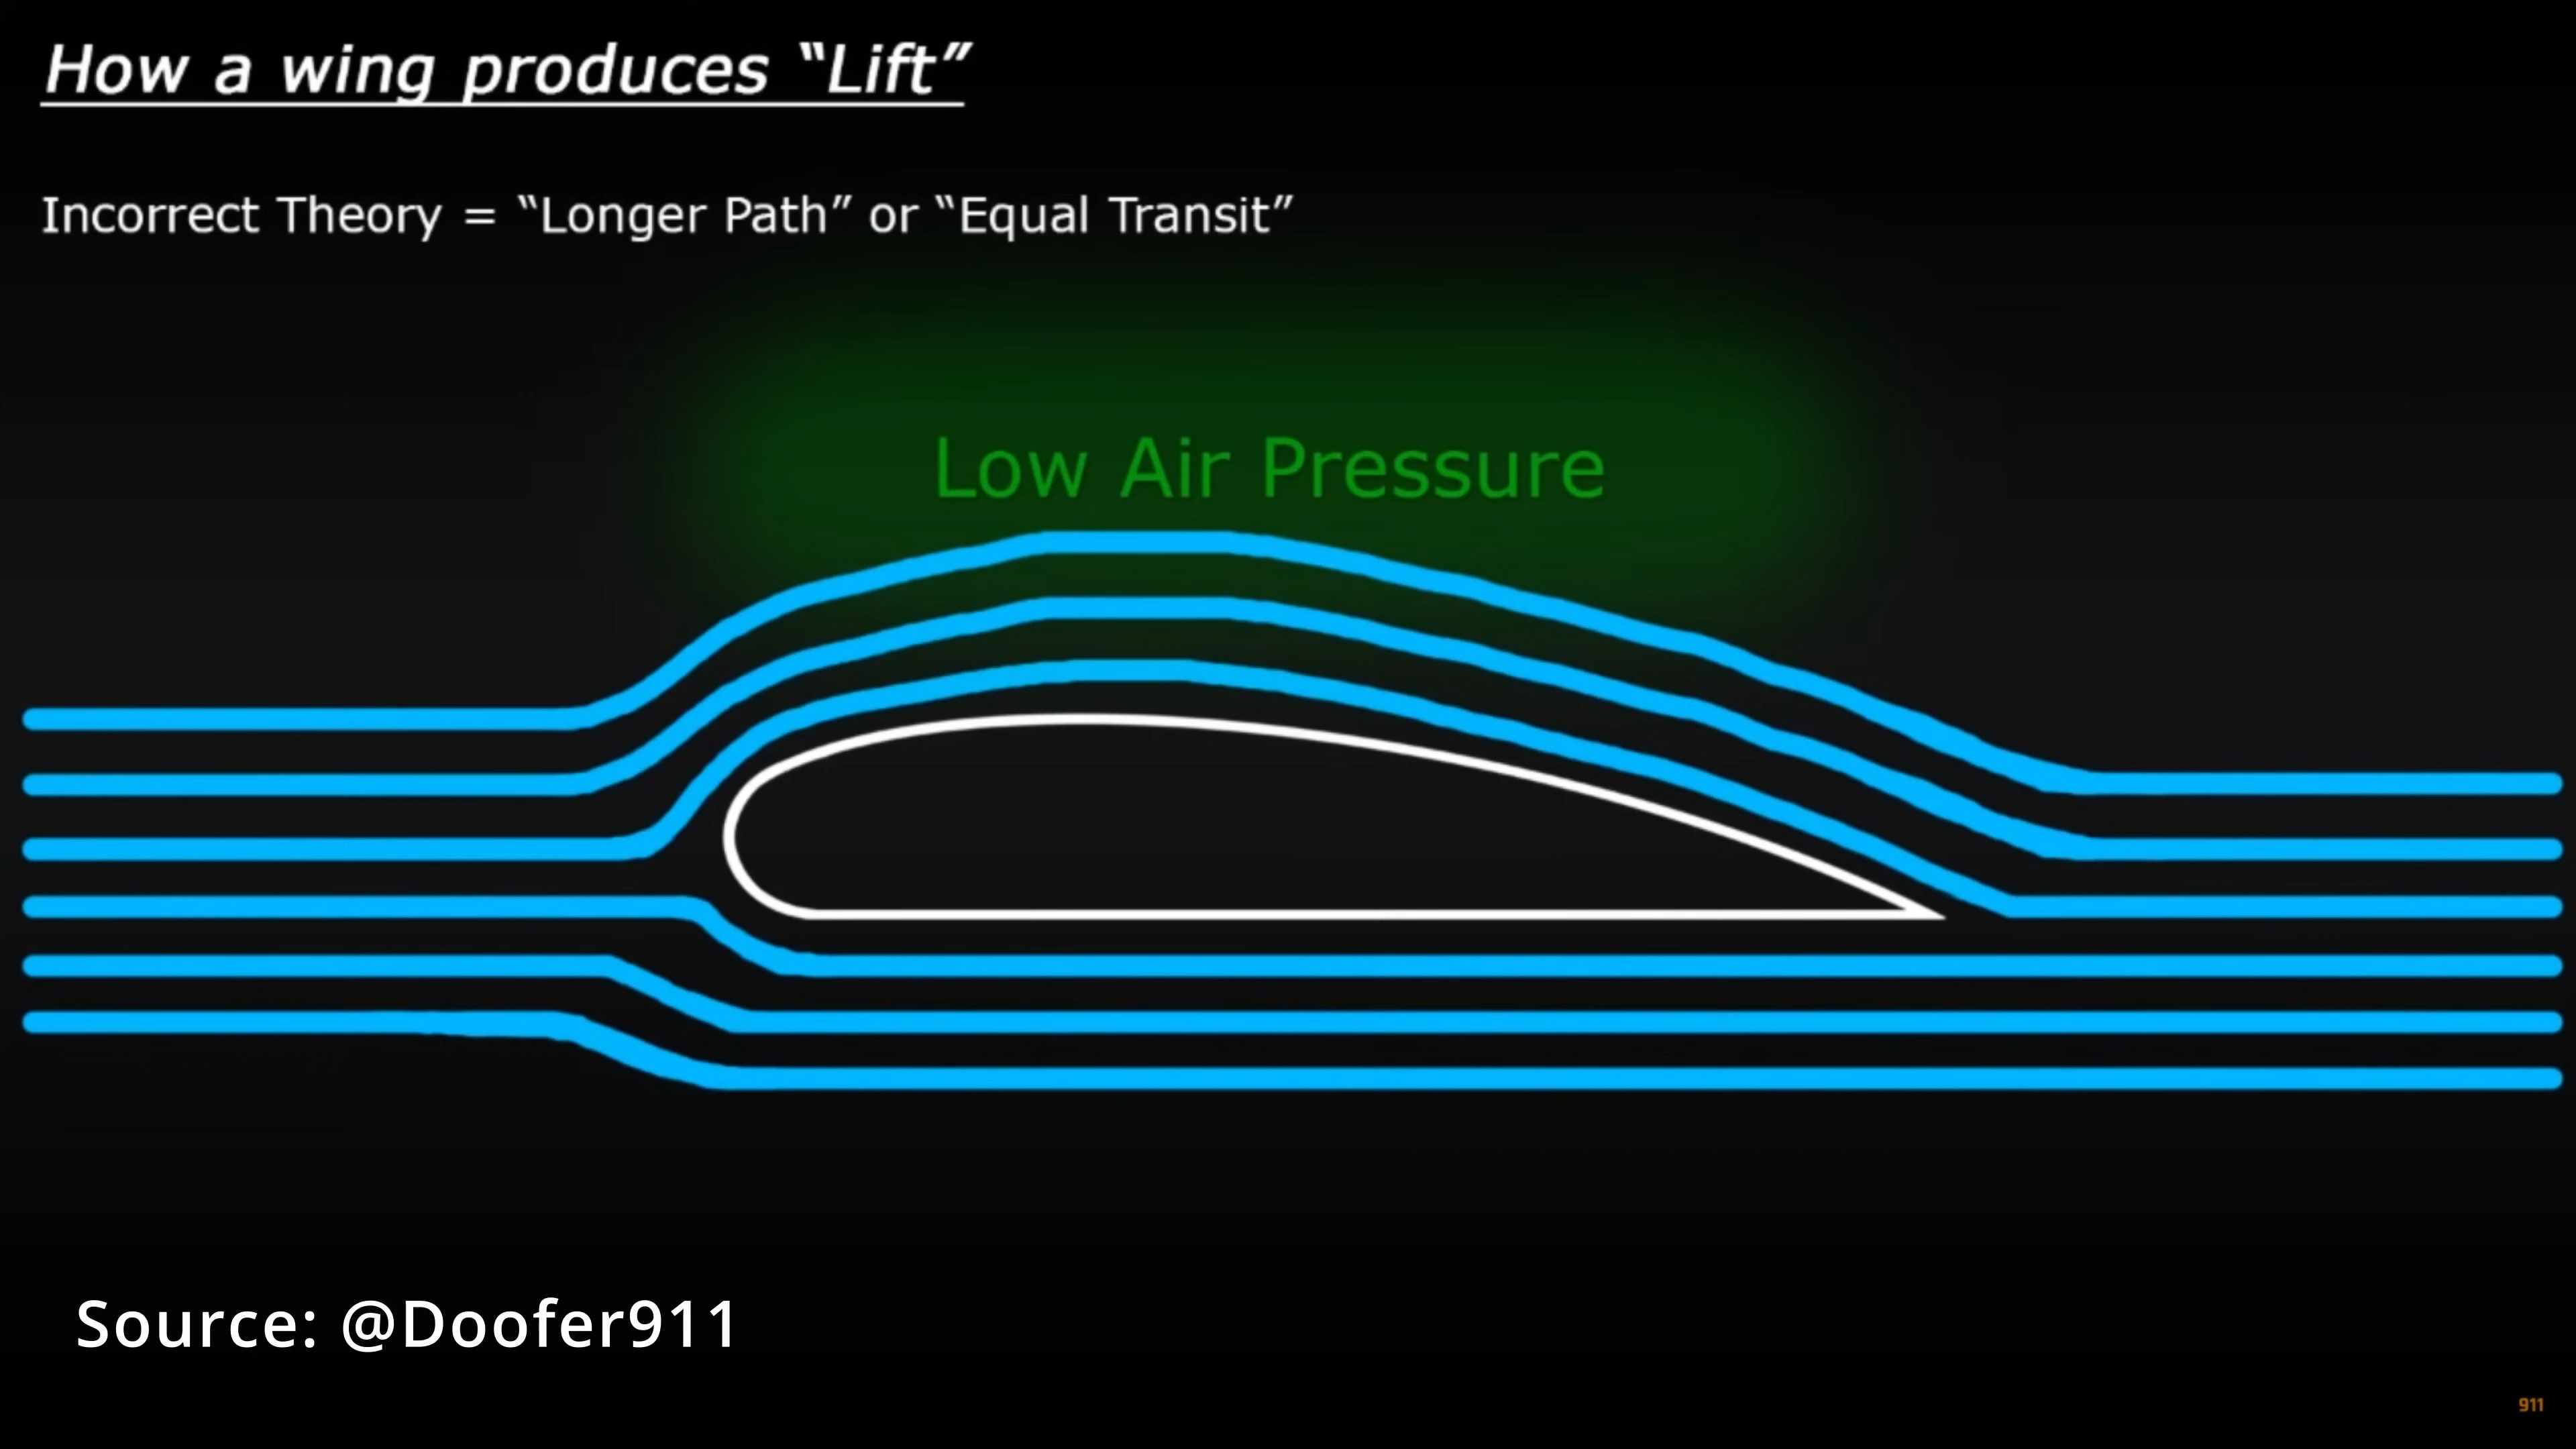 How a wing produces “Lift”
Incorrect Theory = “Longer Path” or “Equal Transit”
Low Air Pressure
Source: @Doofer911
911